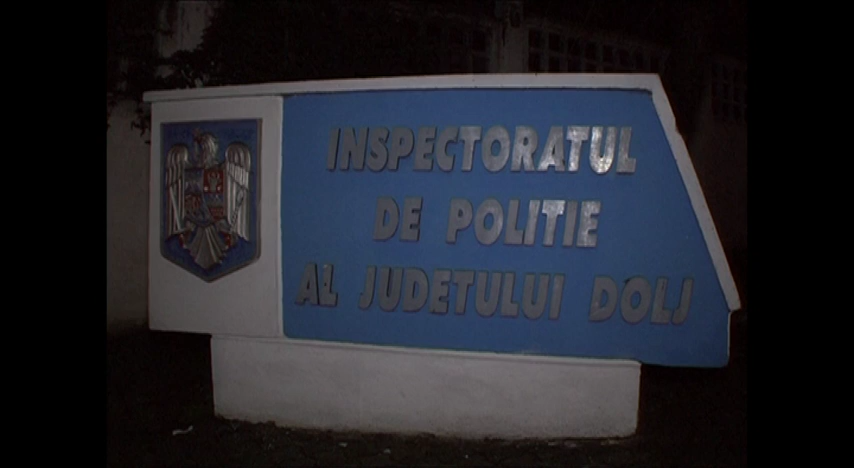 INSPECTORATUL
DE POLITIE
AL JUDETULUI DOLJ